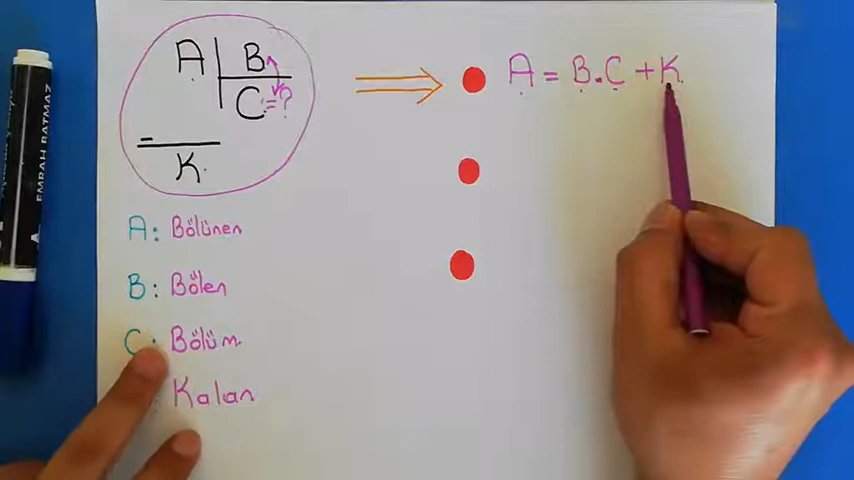 A B
C = ?
K
A = B . C + K
A : Bölünen
B : Bölen
C : Bölüm
Kalan
EMRAH BATMAZ